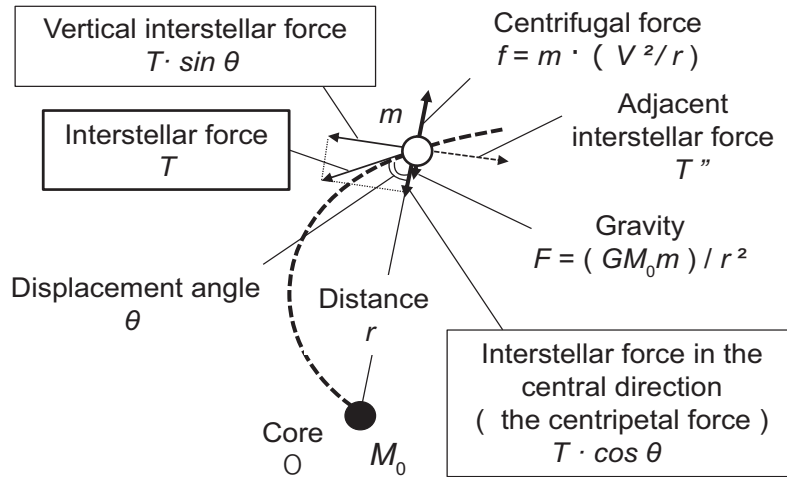 Vertical interstellar force
T· sin θ
Centrifugal force
f = m · ( V ²/ r )
m
Interstellar force
T
Adjacent
interstellar force
T ”
Gravity
F = ( GM₀m ) / r ²
Displacement angle
θ
Distance
r
Interstellar force in the
central direction
( the centripetal force )
T · cos θ
Core
O
M₀